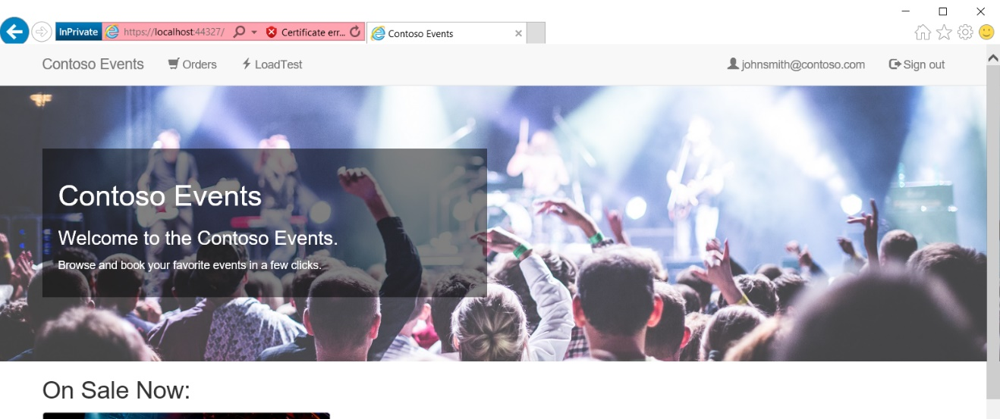 InPrivate https://localhost:44327/ Certificate err... Contoso Events
Contoso Events Orders LoadTest johnsmith@contoso.com Sign out
Contoso Events
Welcome to the Contoso Events.
Browse and book your favorite events in a few clicks.
On Sale Now: